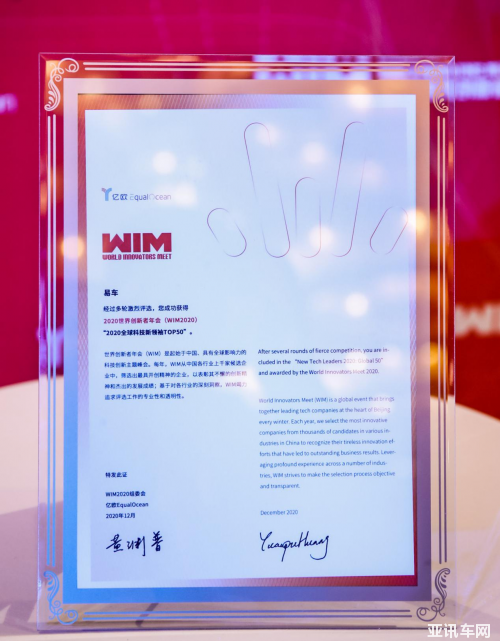 亿欧 EqualOcean
WIM
WORLD INNOVATORS MEET
易车
经过多轮激烈评选,您成功获得
2020世界创新者年会(WIM2020)
“2020全球科技新领袖TOP50”。
世界创新者年会(WIM)是起始于中国,具有全球影响力的
科技创新主题峰会。每年,WIM从中国各行业上千家候选企
业中,筛选出最具开创精神的企业,以表彰其不懈的创新精
神和杰出的发展成绩;基于对各行业的深刻洞察,WIM竭力
追求评选工作的专业性和透明性。
After several rounds of fierce competition, you are in-
cluded in the “New Tech Leaders 2020 Global 50”
and awarded by the World Innovators Meet 2020.
World Innovators Meet (WIM) is a global event that brings
together leading tech companies at the heart of Beijing
every winter. Each year, we select the most innovative
companies from thousands of candidates in various in-
dustries in China to recognize their tireless innovation ef-
forts that have led to outstanding business results. Lever-
aging profound experience across a number of indus-
tries, WIM strives to make the selection process objective
and transparent.
特发此证
WIM2020组委会
亿欧EqualOcean
2020年12月
December 2020
亚讯车网